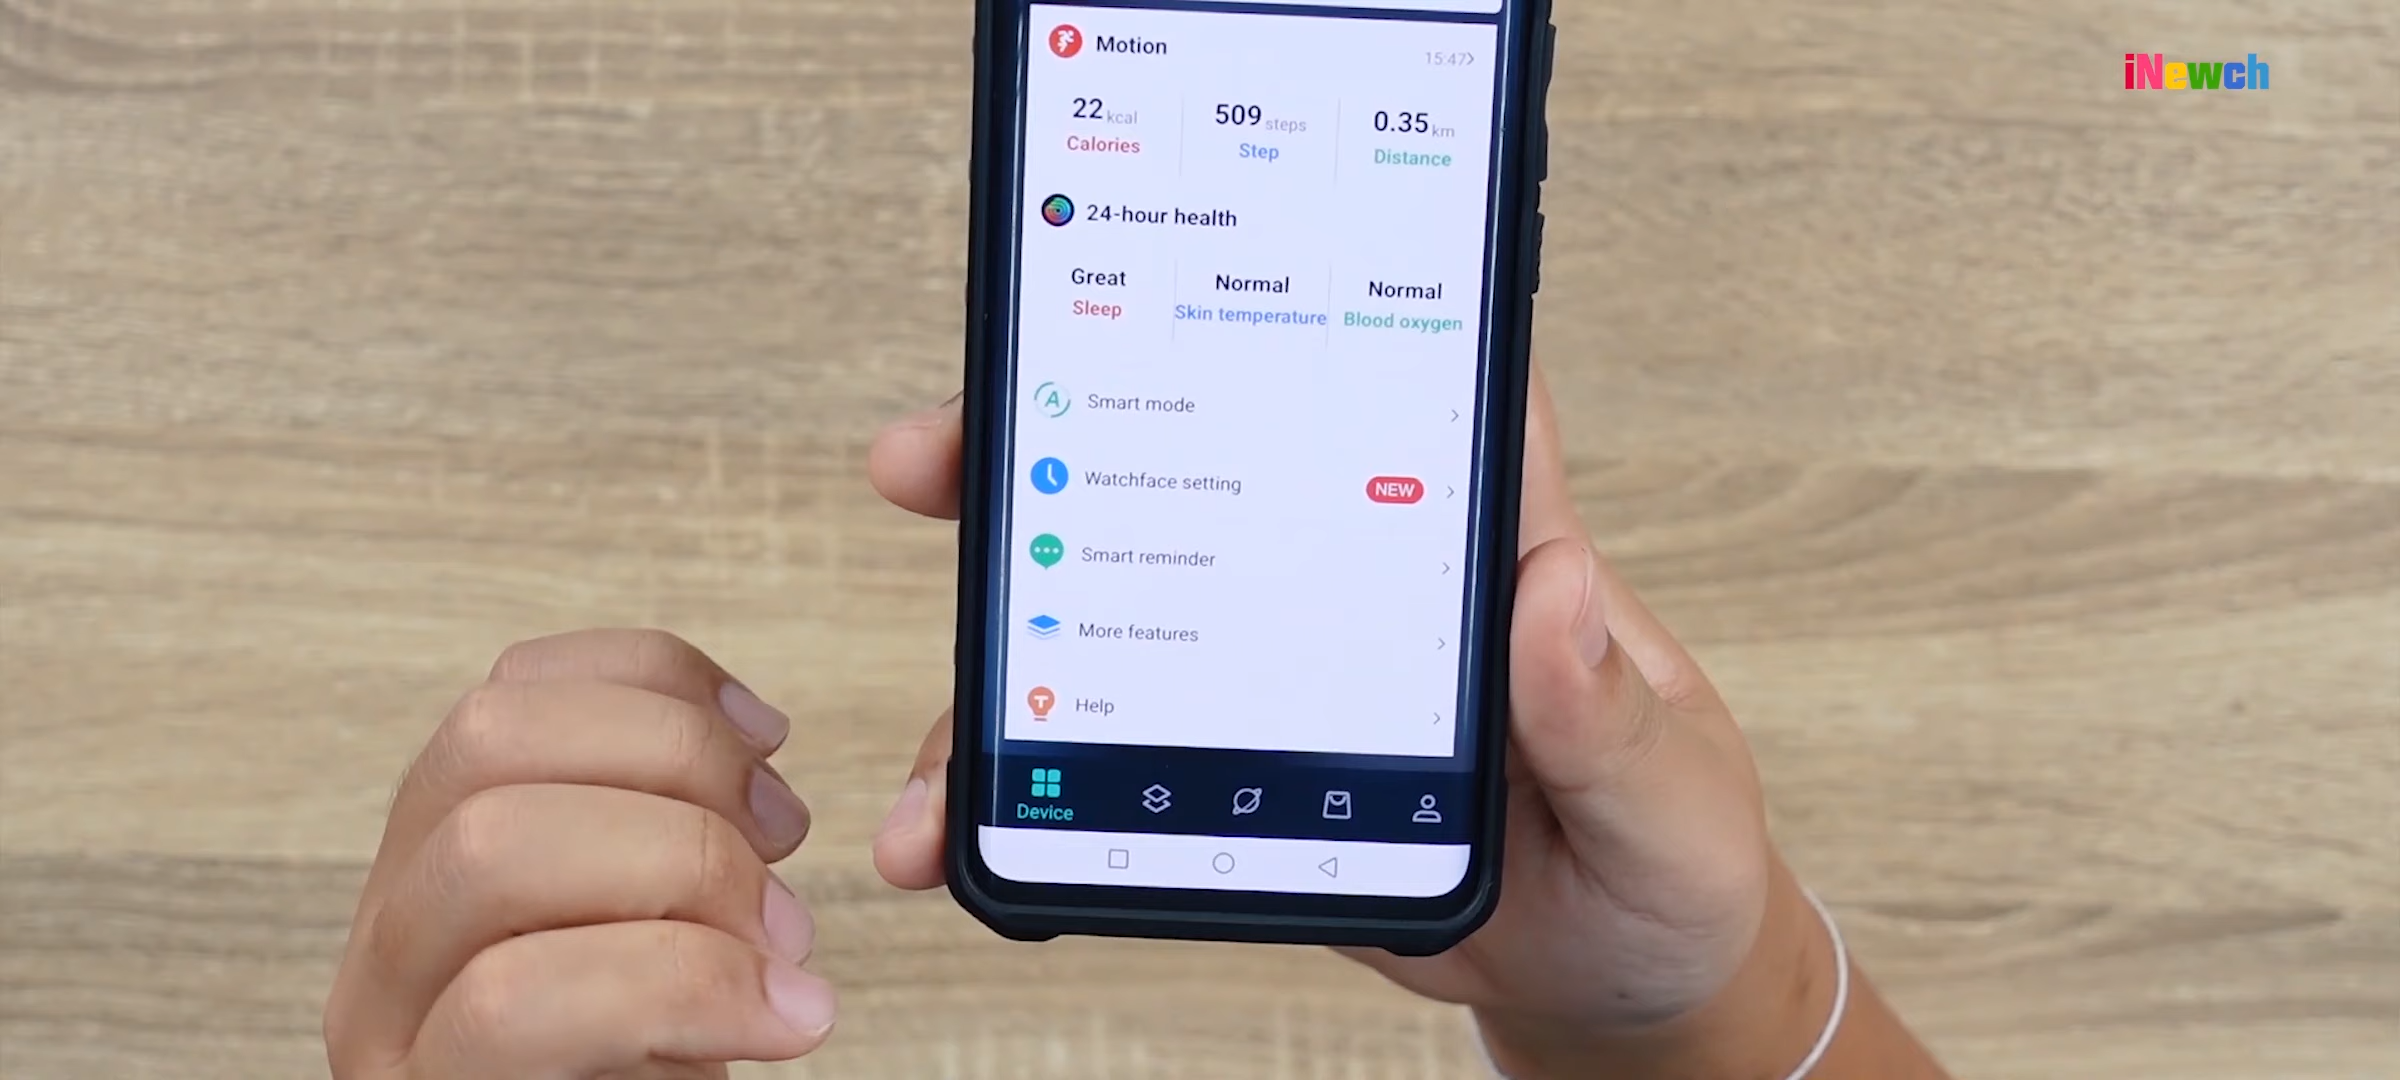 iNewch
Motion 15:47
22 kcal 509 steps 0.35 km
Calories Step Distance
24-hour health
Great Normal Normal
Sleep Skin temperature Blood oxygen
A Smart mode
Watchface setting NEW
Smart reminder
More features
T Help
Device